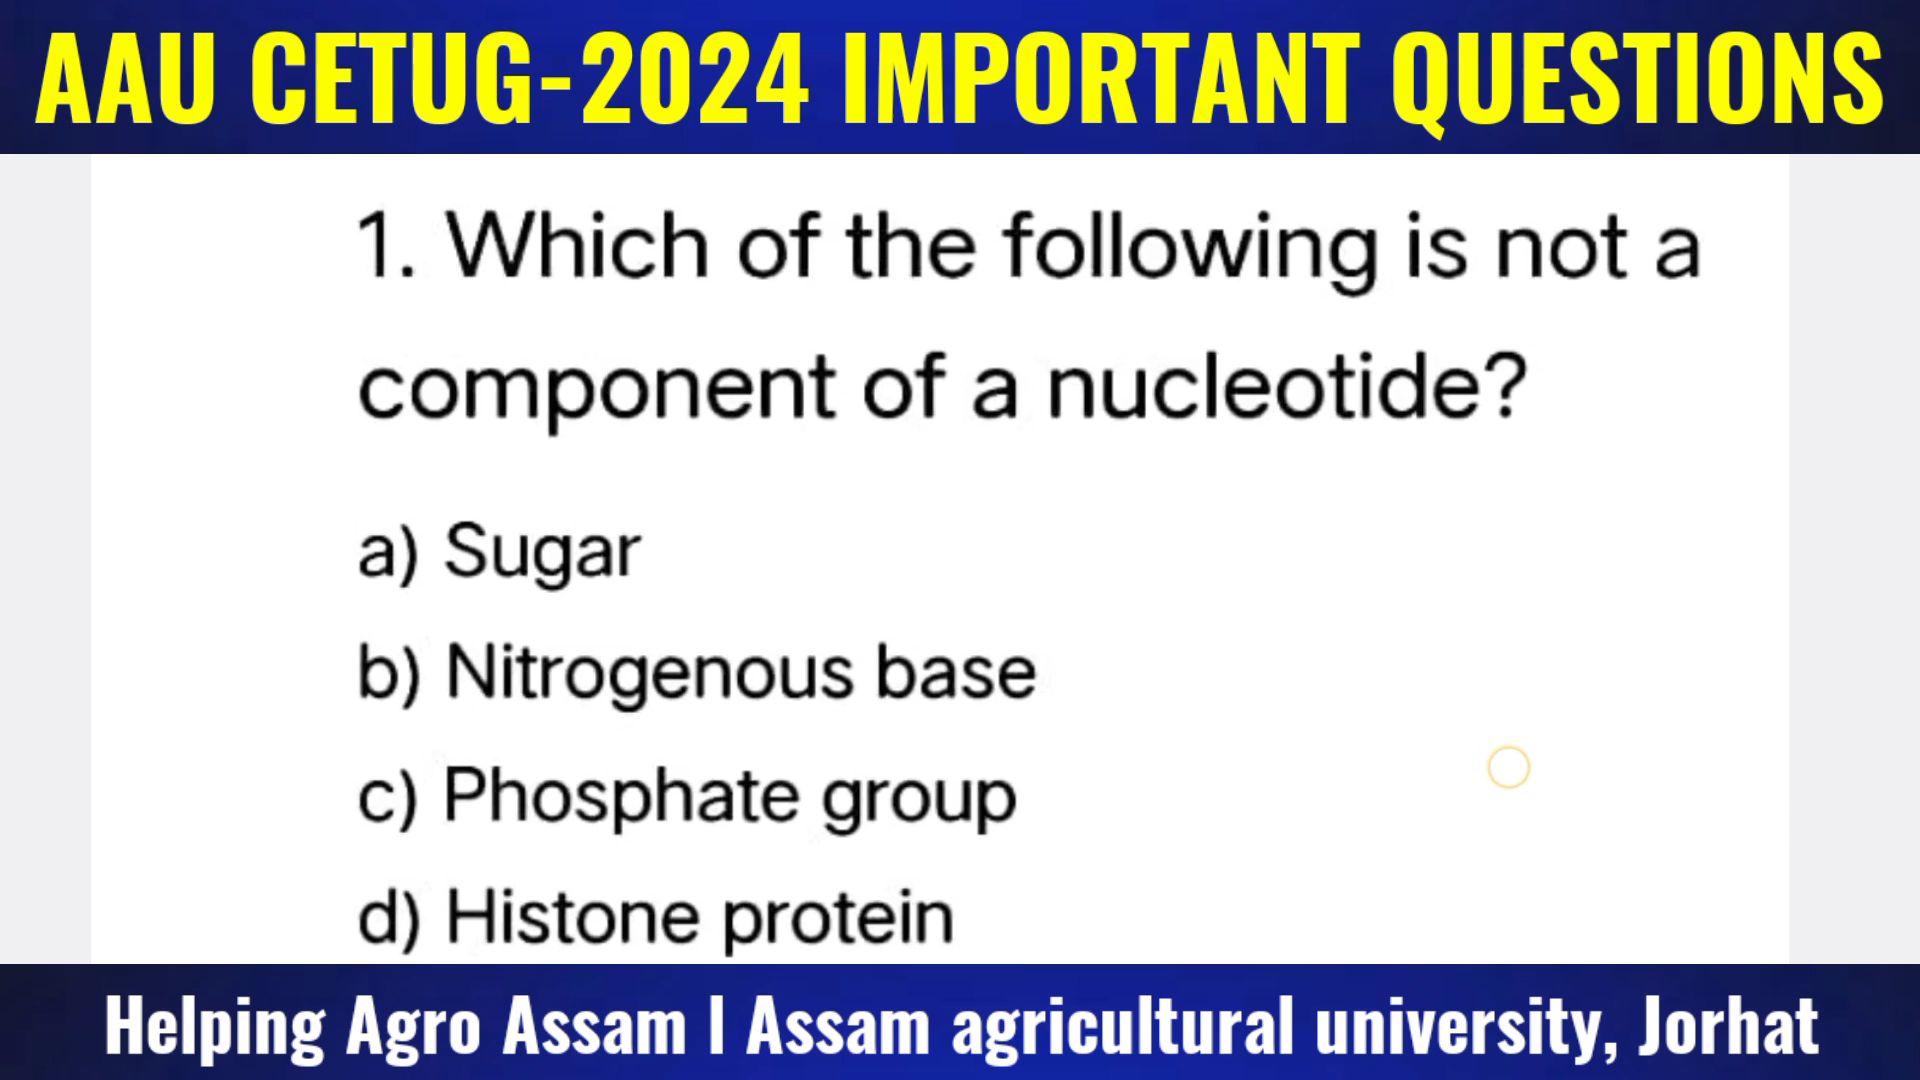 AAU CETUG-2024 IMPORTANT QUESTIONS
1. Which of the following is not a
component of a nucleotide?
a) Sugar
b) Nitrogenous base
c) Phosphate group
d) Histone protein
Helping Agro Assam I Assam agricultural university, Jorhat